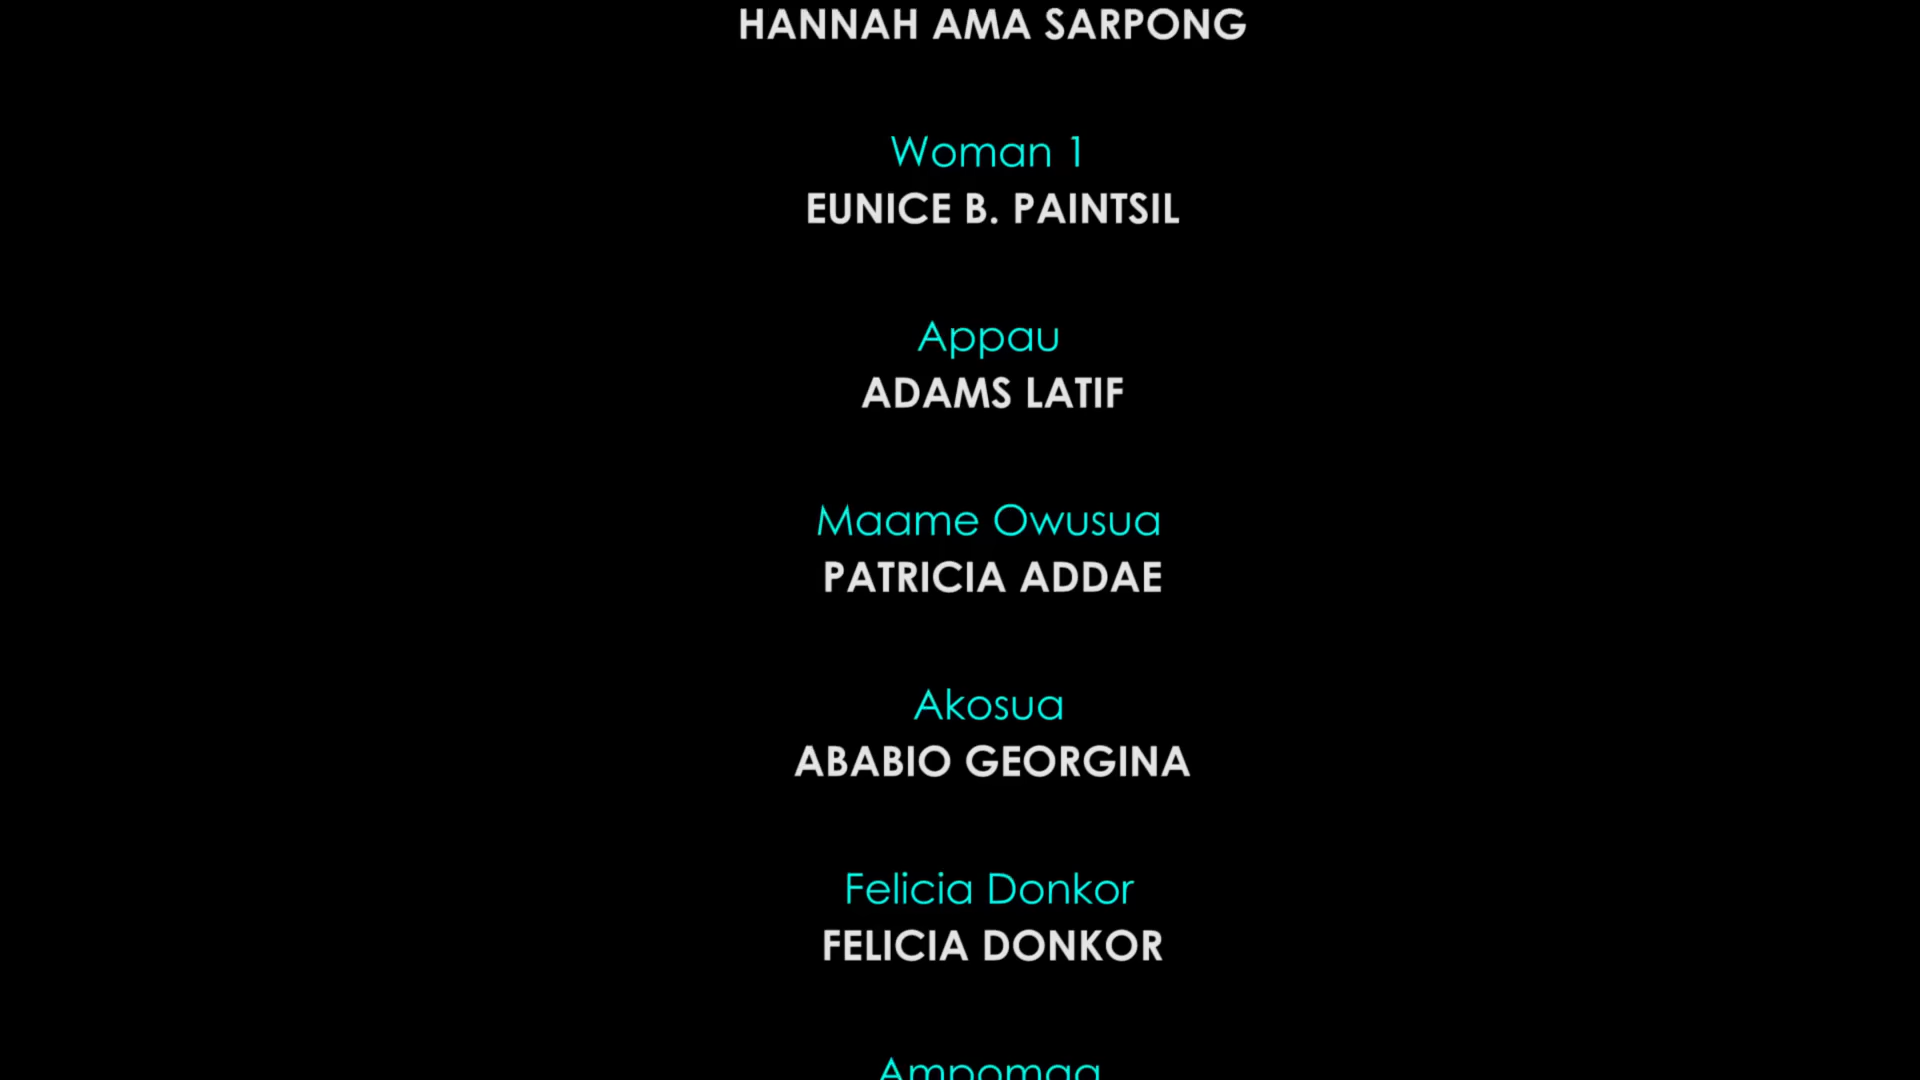 HANNAH AMA SARPONG
Woman 1
EUNICE B. PAINTSIL
Appau
ADAMS LATIF
Maame Owusua
PATRICIA ADDAE
Akosua
ABABIO GEORGINA
Felicia Donkor
FELICIA DONKOR
Ampomaa